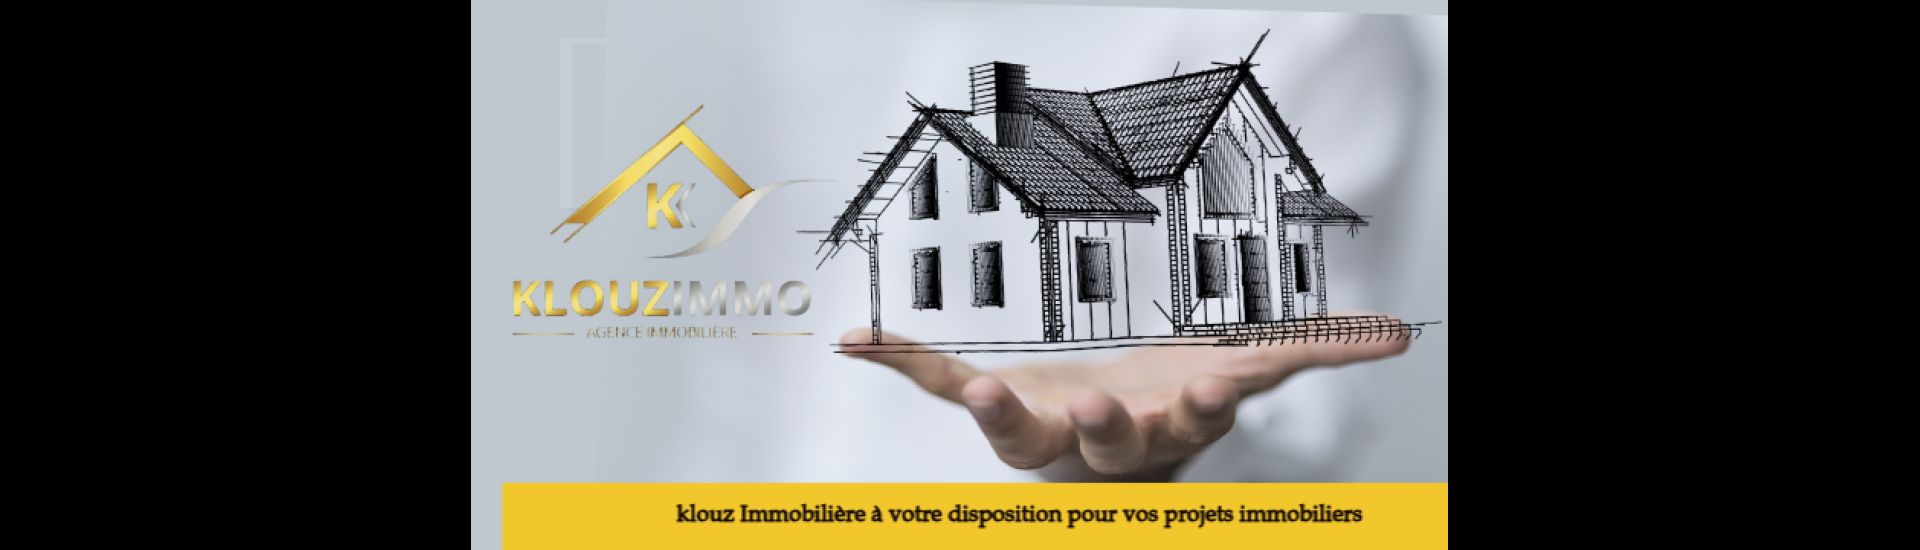 K
KLOUZIMMO
AGENCE IMMOBILIÈRE
klouz Immobilière à votre disposition pour vos projets immobiliers